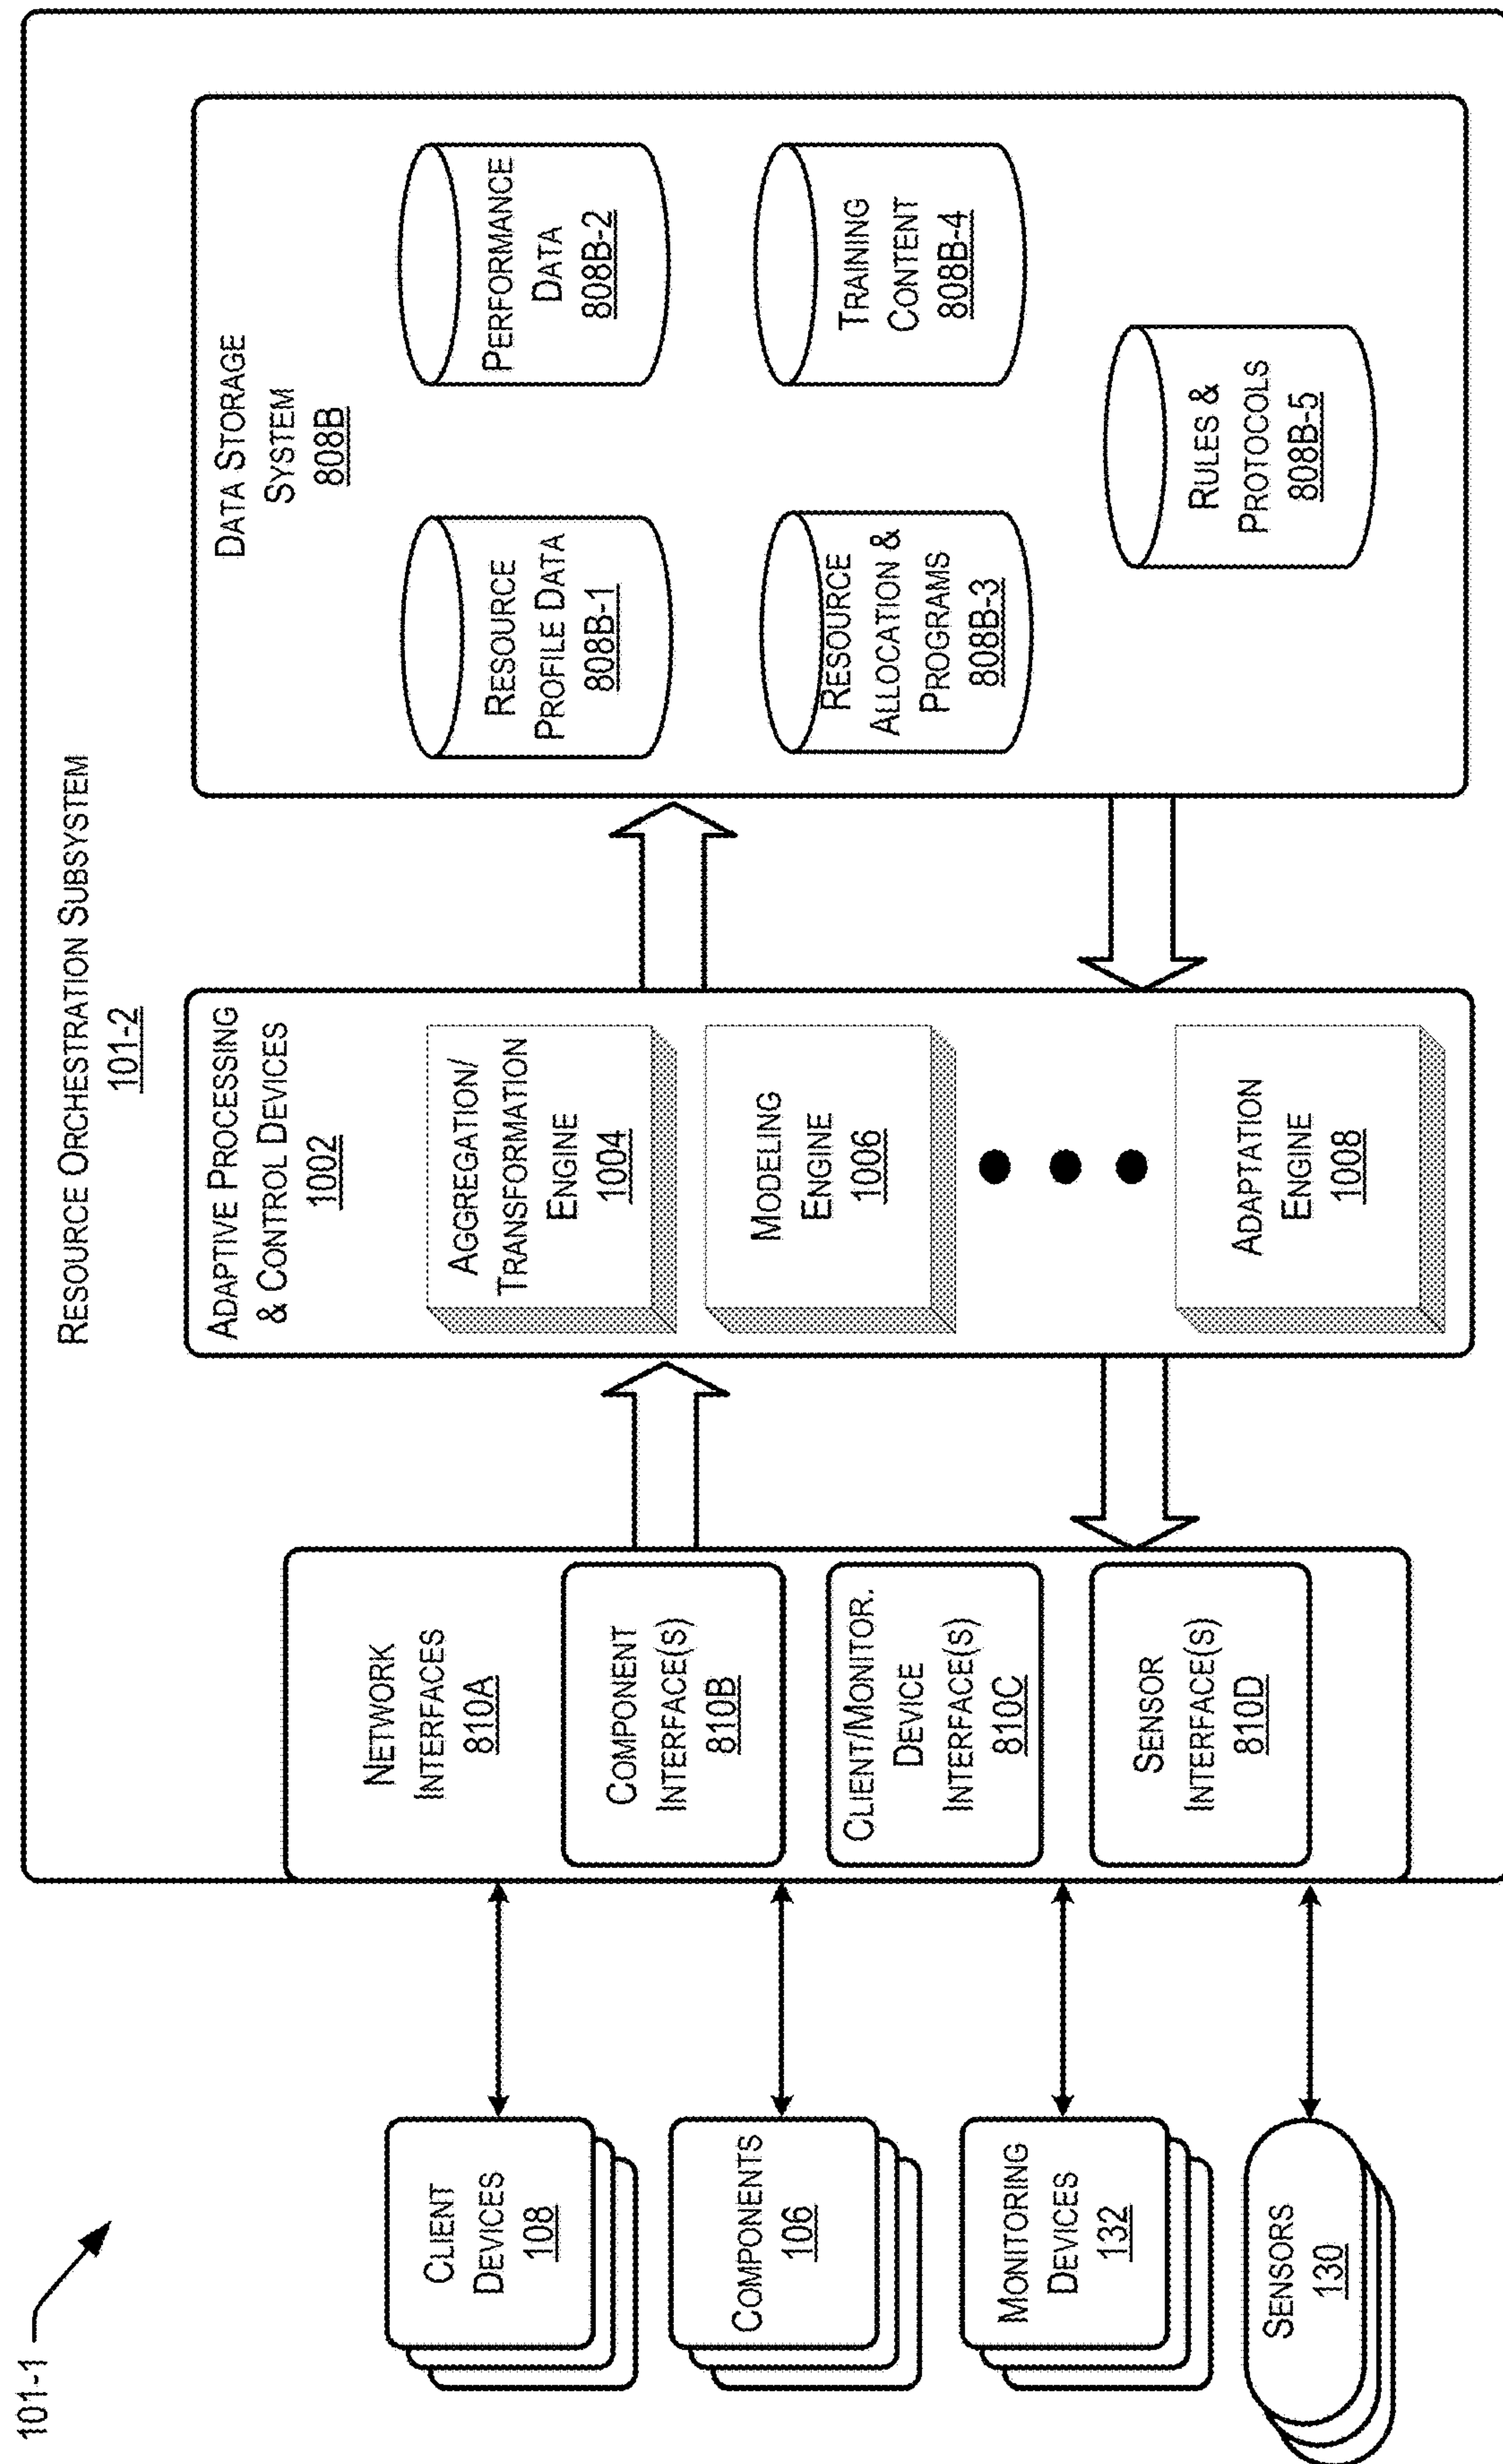 101-1
RESOURCE ORCHESTRATION SUBSYSTEM
101-2
CLIENT
DEVICES
108
COMPONENTS
106
MONITORING
DEVICES
132
SENSORS
130
NETWORK
INTERFACES
810A
COMPONENT
INTERFACE(S)
810B
CLIENT/MONITOR.
DEVICE
INTERFACE(S)
810C
SENSOR
INTERFACE(S)
810D
ADAPTIVE PROCESSING
& CONTROL DEVICES
1002
AGGREGATION/
TRANSFORMATION
ENGINE
1004
MODELING
ENGINE
1006
ADAPTATION
ENGINE
1008
DATA STORAGE
SYSTEM
808B
RESOURCE
PROFILE DATA
808B-1
PERFORMANCE
DATA
808B-2
RESOURCE
ALLOCATION &
PROGRAMS
808B-3
TRAINING
CONTENT
808B-4
RULES &
PROTOCOLS
808B-5